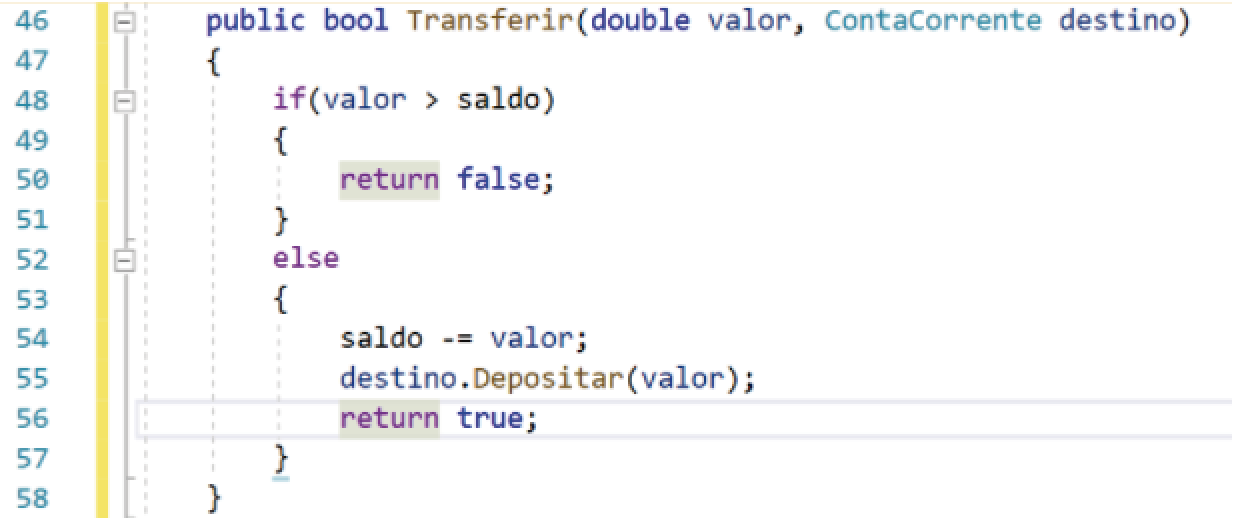 46 public bool Transferir(double valor, ContaCorrente destino)
47 {
48 if(valor > saldo)
49 {
50 return false;
51 }
52 else
53 {
54 saldo -= valor;
55 destino.Depositar(valor);
56 return true;
57 }
58 }